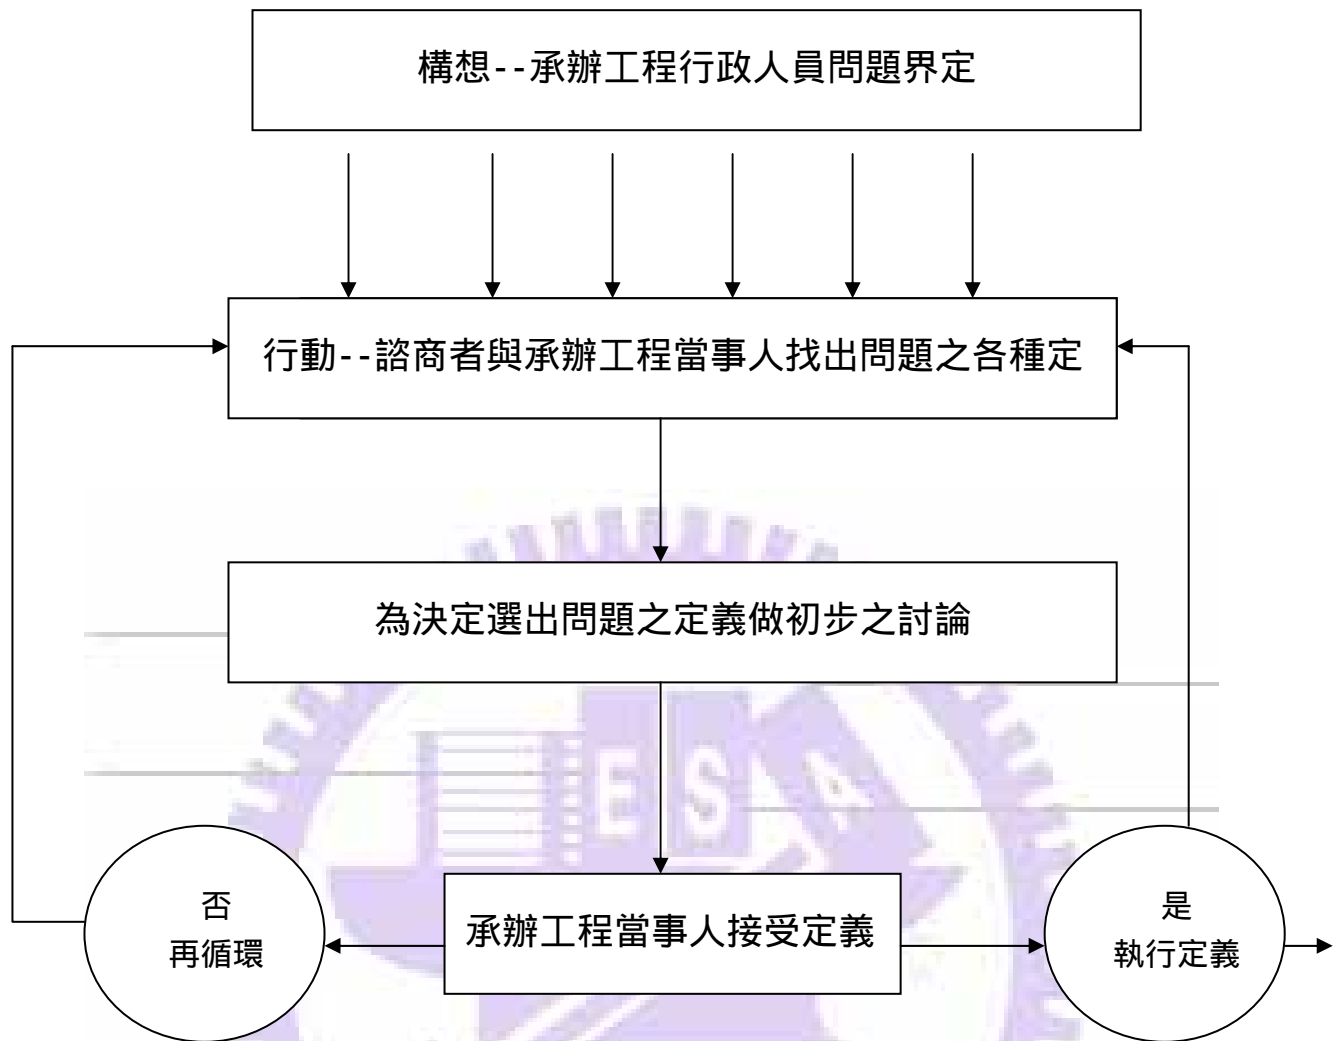 構想--承辦工程行政人員問題界定
行動--諮商者與承辦工程當事人找出問題之各種定
為決定選出問題之定義做初步之討論
E S A
否
再循環
承辦工程當事人接受定義
是
執行定義